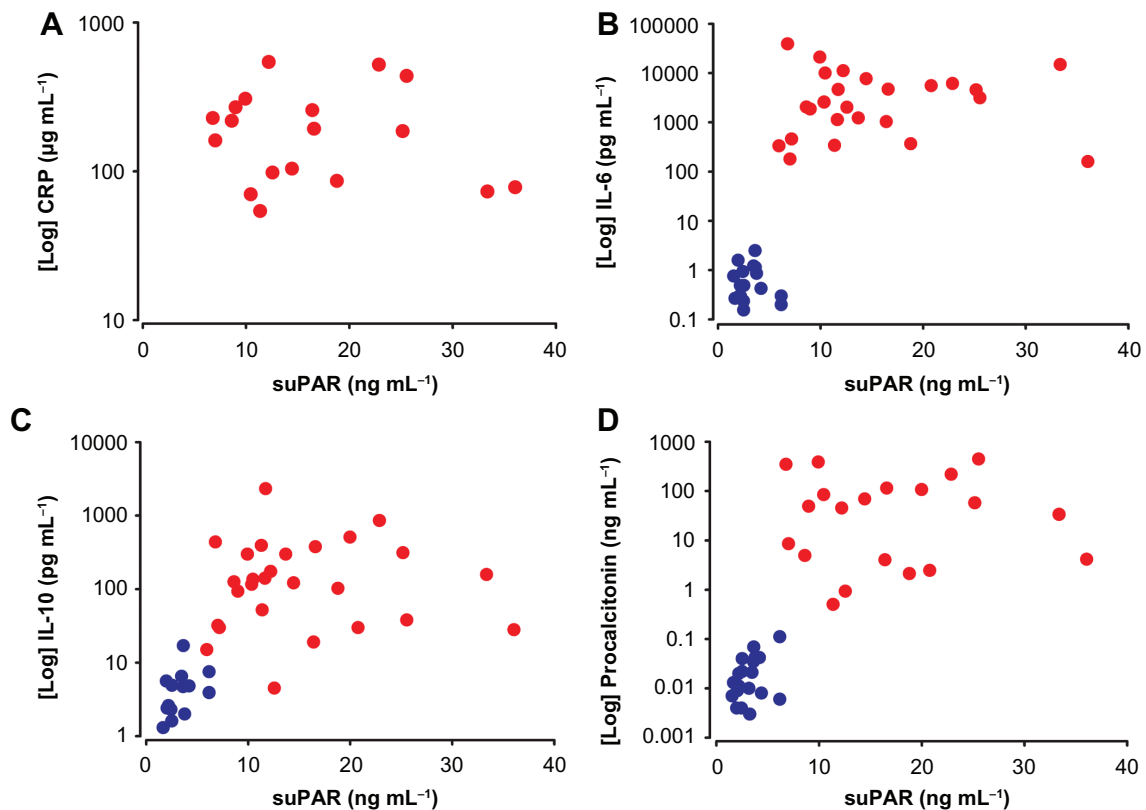 A
[Log] CRP (µg mL⁻¹)
1000
100
10
0 10 20 30 40
suPAR (ng mL⁻¹)
B
[Log] IL-6 (pg mL⁻¹)
100000
10000
1000
100
10
1
0.1
0 10 20 30 40
suPAR (ng mL⁻¹)
C
[Log] IL-10 (pg mL⁻¹)
10000
1000
100
10
1
0 10 20 30 40
suPAR (ng mL⁻¹)
D
[Log] Procalcitonin (ng mL⁻¹)
1000
100
10
1
0.1
0.01
0.001
0 10 20 30 40
suPAR (ng mL⁻¹)